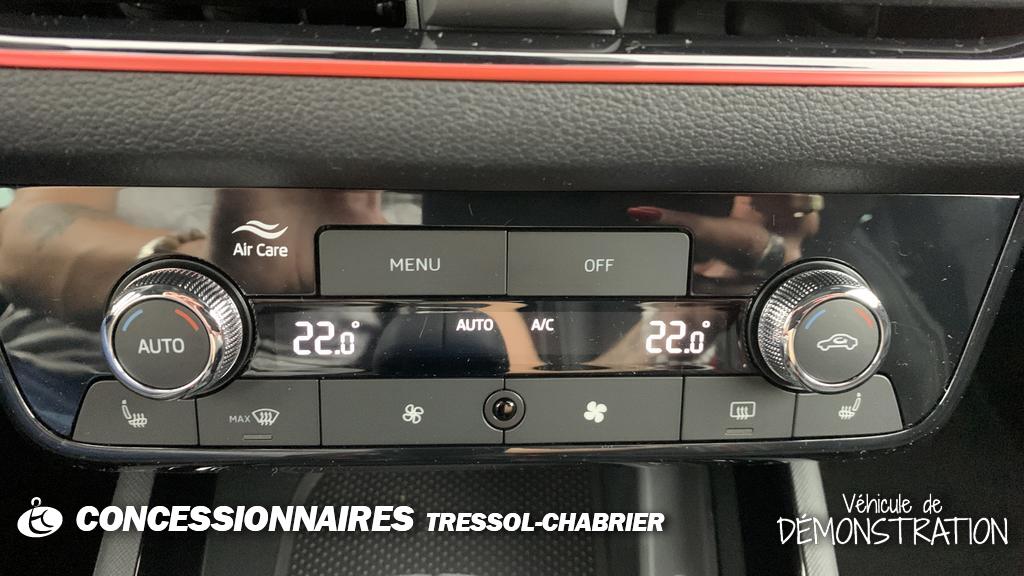 Air Care
MENU
OFF
AUTO
22.0°
AUTO A/C
22.0°
MAX
CONCESSIONNAIRES TRESSOL-CHABRIER
Véhicule de
DÉMONSTRATION